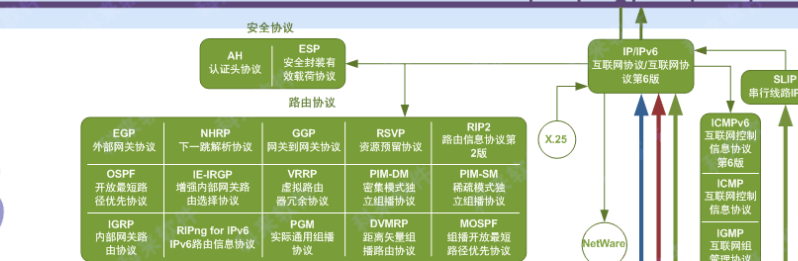 安全协议
AH
认证头协议
ESP
安全封装有
效载荷协议
IP/IPv6
互联网协议/互联网协
议第6版
SLIP
串行线路IP
路由协议
EGP
外部网关协议
NHRP
下一跳解析协议
GGP
网关到网关协议
RSVP
资源预留协议
RIP2
路由信息协议第
2版
OSPF
开放最短路
径优先协议
IE-IRGP
增强内部网关路
由选择协议
VRRP
虚拟路由
器冗余协议
PIM-DM
密集模式独
立组播协议
PIM-SM
稀疏模式独
立组播协议
IGRP
内部网关路
由协议
RIPng for IPv6
IPv6路由信息协议
PGM
实际通用组播
协议
DVMRP
距离矢量组
播路由协议
MOSPF
组播开放最短
路径优先协议
X.25
NetWare
ICMPv6
互联网控制
信息协议
第6版
ICMP
互联网控制
信息协议
IGMP
互联网组
管理协议